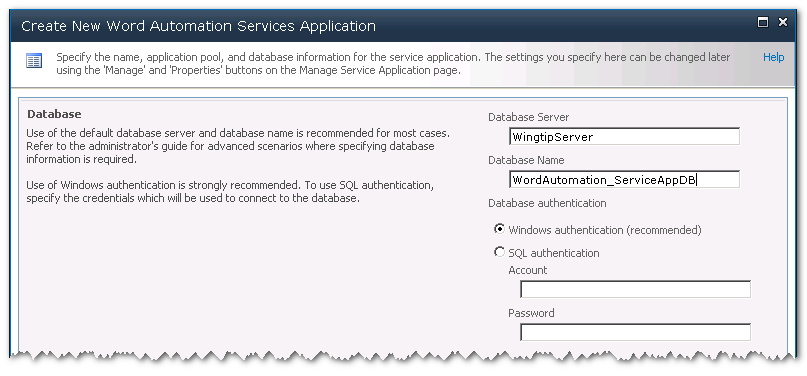 Create New Word Automation Services Application
Specify the name, application pool, and database information for the service application. The settings you specify here can be changed later
using the 'Manage' and 'Properties' buttons on the Manage Service Application page.
Help
Database
Use of the default database server and database name is recommended for most cases.
Refer to the administrator's guide for advanced scenarios where specifying database
information is required.
Use of Windows authentication is strongly recommended. To use SQL authentication,
specify the credentials which will be used to connect to the database.
Database Server
WingtipServer
Database Name
WordAutomation_ServiceAppDB
Database authentication
Windows authentication (recommended)
SQL authentication
Account
Password